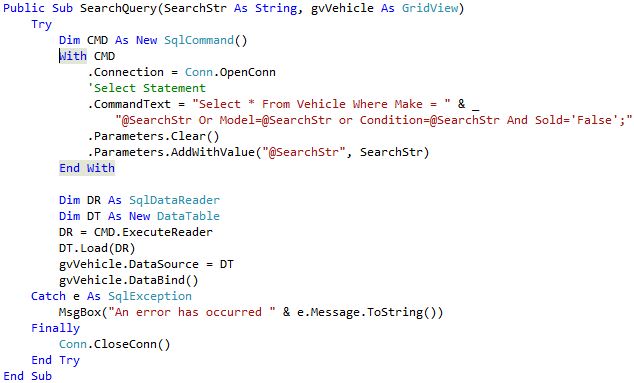 Public Sub SearchQuery(SearchStr As String, gvVehicle As GridView)
    Try
        Dim CMD As New SqlCommand()
        With CMD
            .Connection = Conn.OpenConn
            'Select Statement
            .CommandText = "Select * From Vehicle Where Make = " & _
                "@SearchStr Or Model=@SearchStr or Condition=@SearchStr And Sold='False';"
            .Parameters.Clear()
            .Parameters.AddWithValue("@SearchStr", SearchStr)
        End With

        Dim DR As SqlDataReader
        Dim DT As New DataTable
        DR = CMD.ExecuteReader
        DT.Load(DR)
        gvVehicle.DataSource = DT
        gvVehicle.DataBind()
    Catch e As SqlException
        MsgBox("An error has occurred " & e.Message.ToString())
    Finally
        Conn.CloseConn()
    End Try
End Sub